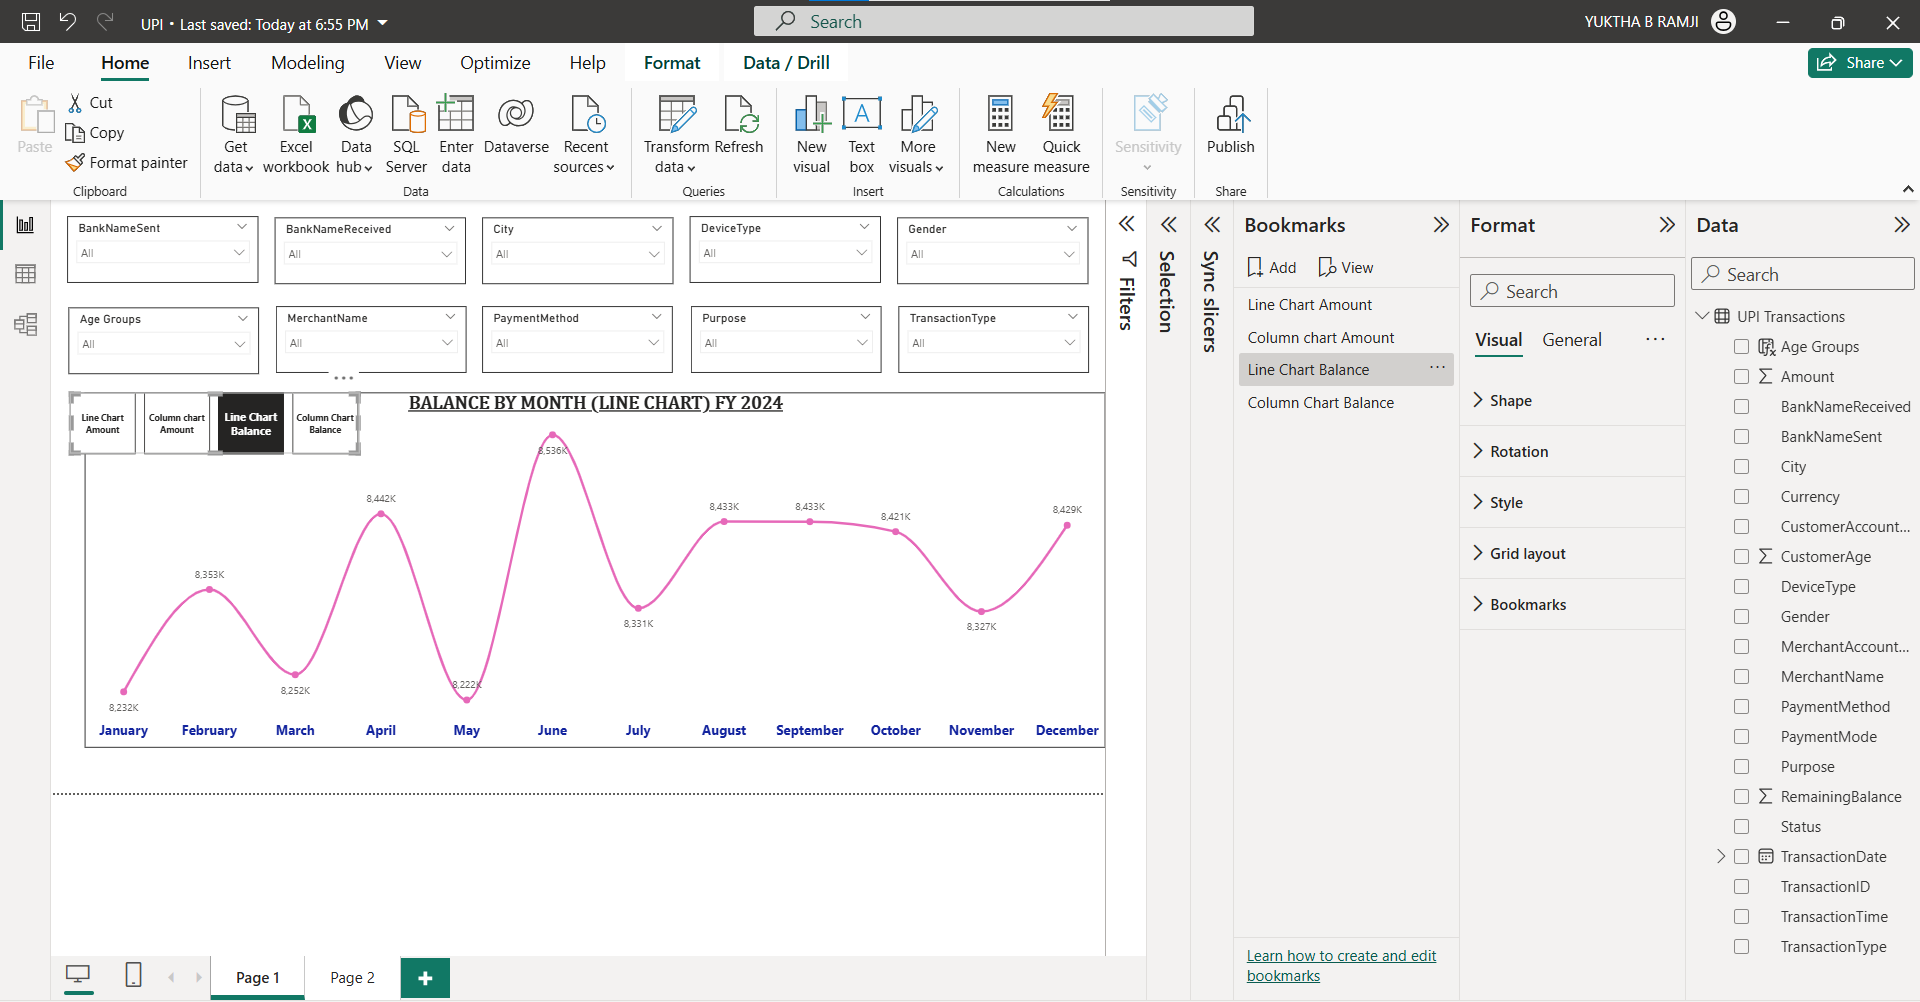 UPI • Last saved: Today at 6:55 PM
Search
YUKTHA B RAMJI
File Home Insert Modeling View Optimize Help Format Data / Drill
Share
Paste
Cut
Copy
Format painter
Clipboard
Get data
Excel workbook
Data hub
SQL Server
Enter data
Dataverse
Recent sources
Data
Transform data
Refresh
Queries
New visual
Text box
More visuals
Insert
New measure
Quick measure
Calculations
Sensitivity
Sensitivity
Publish
Share
BankNameSent
All
BankNameReceived
All
City
All
DeviceType
All
Gender
All
Age Groups
All
MerchantName
All
PaymentMethod
All
Purpose
All
TransactionType
All
Line Chart Amount
Column chart Amount
Line Chart Balance
Column Chart Balance
BALANCE BY MONTH (LINE CHART) FY 2024
8,232K
8,353K
8,252K
8,442K
8,222K
8,536K
8,331K
8,433K
8,433K
8,421K
8,327K
8,429K
January February March April May June July August September October November December
Page 1
Page 2
Filters
Selection
Sync slicers
Bookmarks
Add
View
Line Chart Amount
Column chart Amount
Line Chart Balance
Column Chart Balance
Learn how to create and edit
bookmarks
Format
Search
Visual General
Shape
Rotation
Style
Grid layout
Bookmarks
Data
Search
UPI Transactions
Age Groups
Amount
BankNameReceived
BankNameSent
City
Currency
CustomerAccount...
CustomerAge
DeviceType
Gender
MerchantAccount...
MerchantName
PaymentMethod
PaymentMode
Purpose
RemainingBalance
Status
TransactionDate
TransactionID
TransactionTime
TransactionType